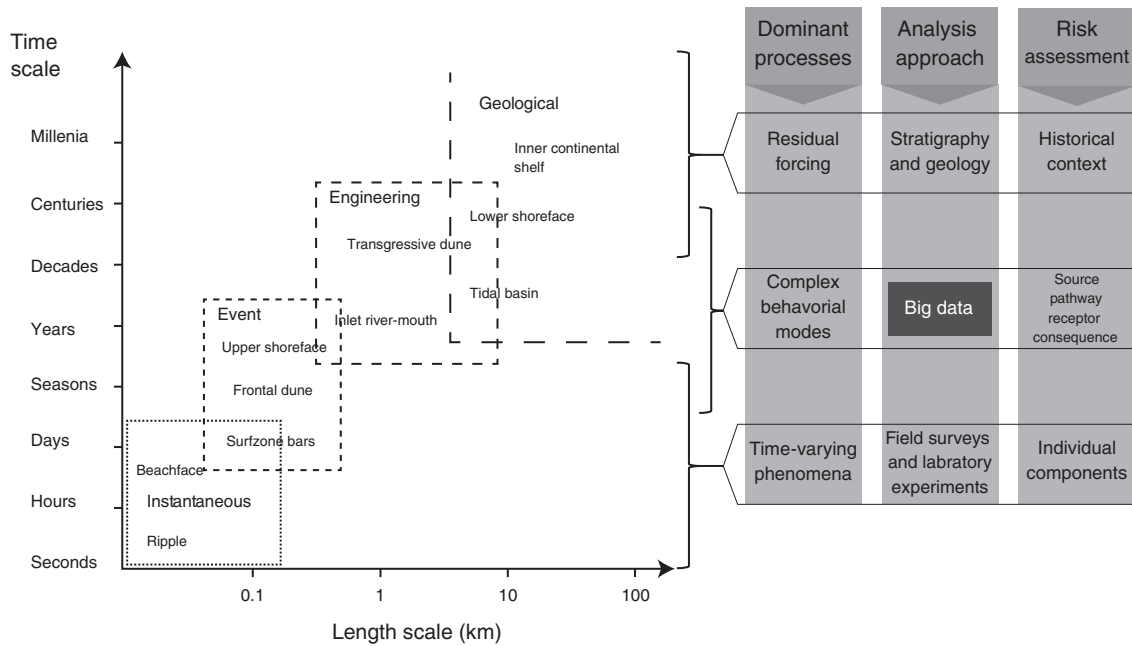 Time
scale
Millenia
Centuries
Decades
Years
Seasons
Days
Hours
Seconds
0.1
1
10
100
Length scale (km)
Geological
Inner continental
shelf
Engineering
Lower shoreface
Transgressive dune
Tidal basin
Inlet river-mouth
Event
Upper shoreface
Frontal dune
Surfzone bars
Beachface
Instantaneous
Ripple
Dominant
processes
Analysis
approach
Risk
assessment
Residual
forcing
Stratigraphy
and geology
Historical
context
Complex
behavorial
modes
Big data
Source
pathway
receptor
consequence
Time-varying
phenomena
Field surveys
and labratory
experiments
Individual
components